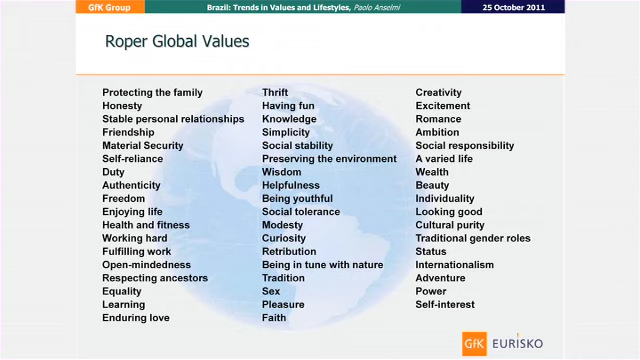 GfK Group
Brazil: Trends in Values and Lifestyles, Paolo Anselmi
25 October 2011
Roper Global Values
Protecting the family
Honesty
Stable personal relationships
Friendship
Material Security
Self-reliance
Duty
Authenticity
Freedom
Enjoying life
Health and fitness
Working hard
Fulfilling work
Open-mindedness
Respecting ancestors
Equality
Learning
Enduring love
Thrift
Having fun
Knowledge
Simplicity
Social stability
Preserving the environment
Wisdom
Helpfulness
Being youthful
Social tolerance
Modesty
Curiosity
Retribution
Being in tune with nature
Tradition
Sex
Pleasure
Faith
Creativity
Excitement
Romance
Ambition
Social responsibility
A varied life
Wealth
Beauty
Individuality
Looking good
Cultural purity
Traditional gender roles
Status
Internationalism
Adventure
Power
Self-interest
GfK EURISKO